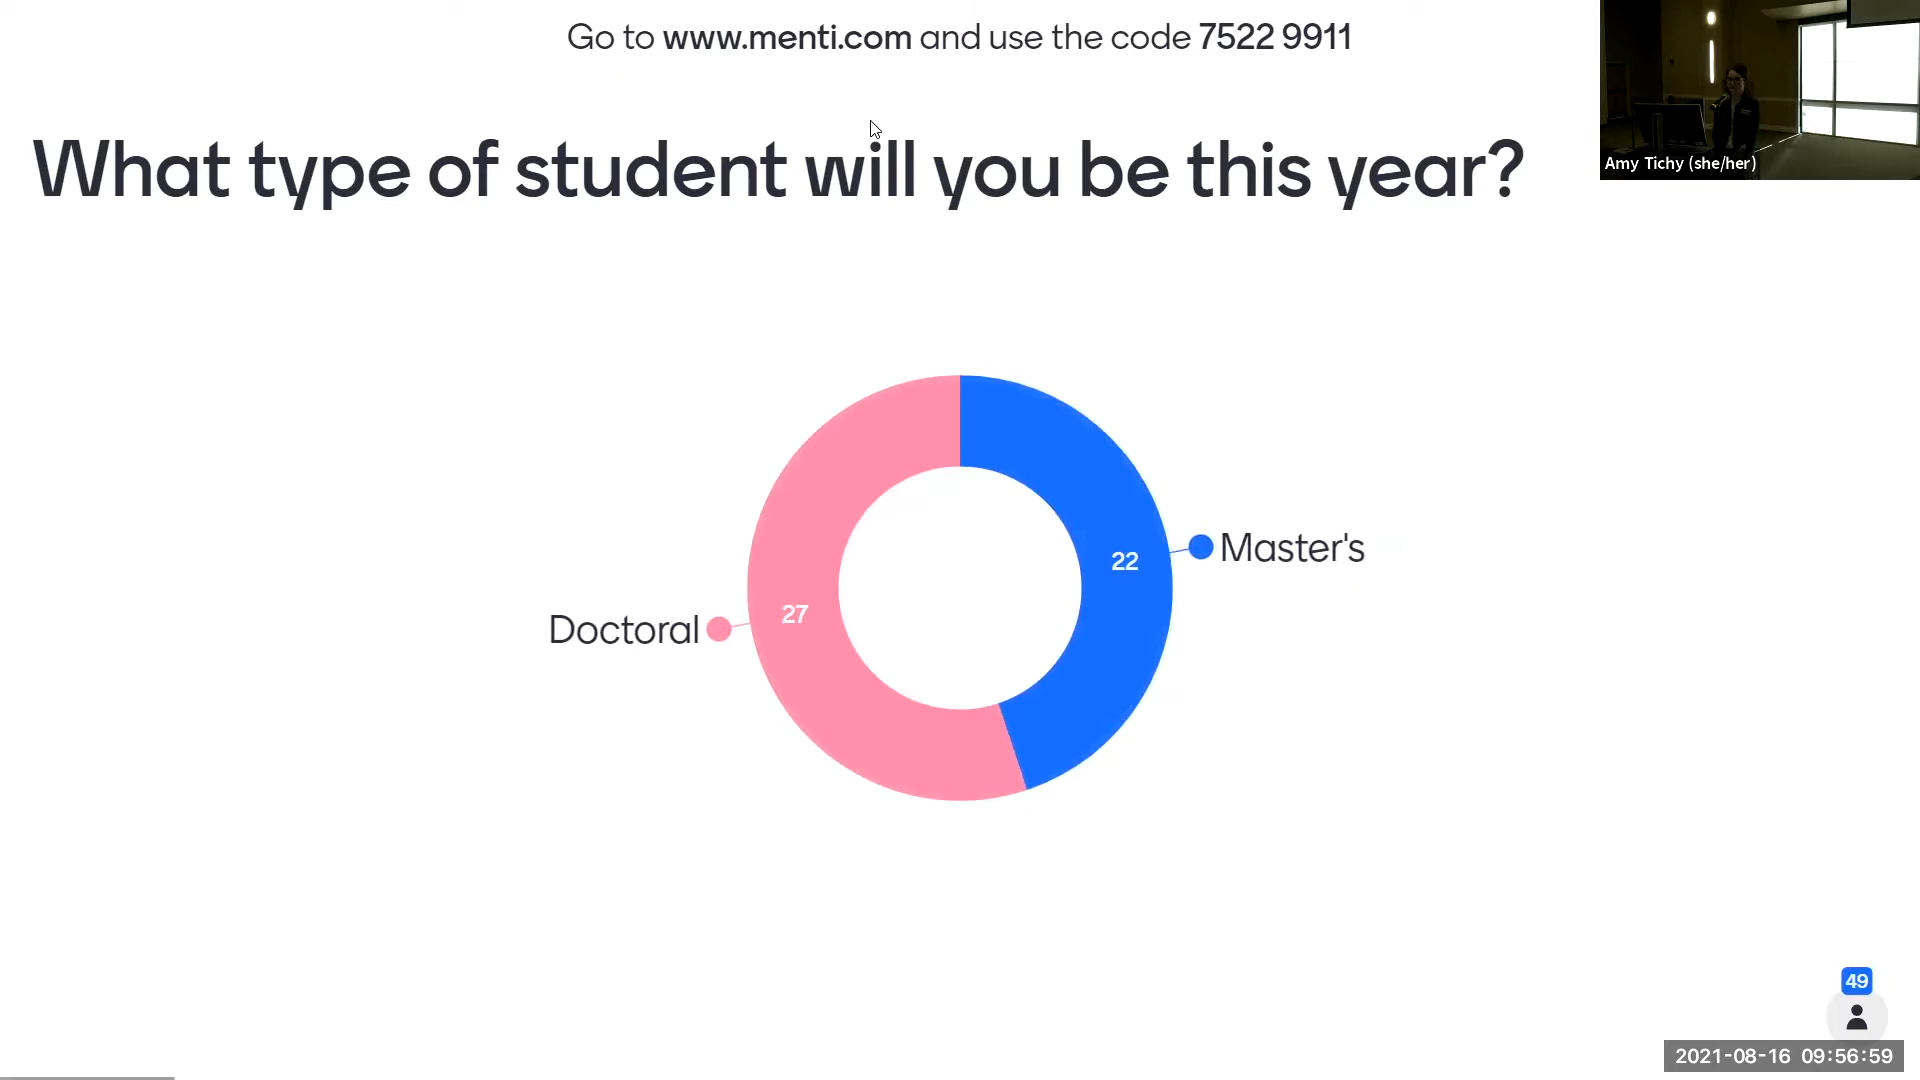 Go to www.menti.com and use the code 7522 9911
What type of student will you be this year?
Amy Tichy (she/her)
Master's
22
27
Doctoral
49
2021-08-16 09:56:59